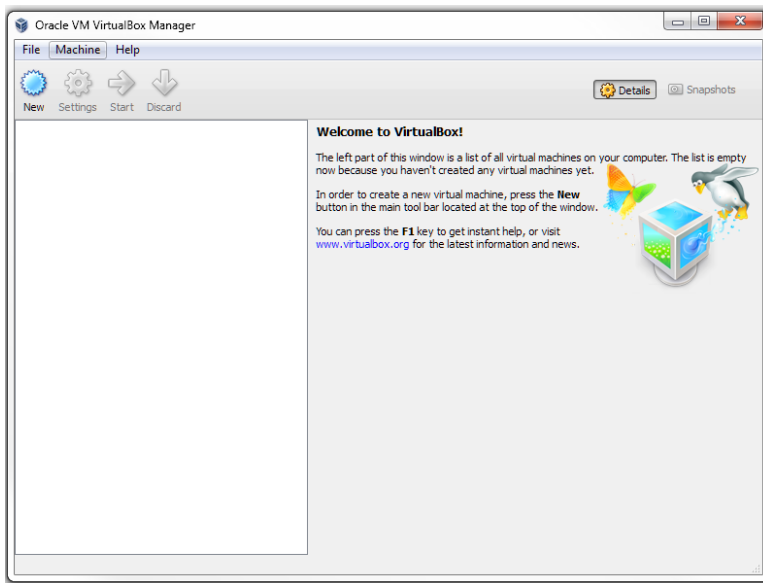 Oracle VM VirtualBox Manager
File Machine Help
New Settings Start Discard
Details Snapshots
Welcome to VirtualBox!
The left part of this window is a list of all virtual machines on your computer. The list is empty
now because you haven't created any virtual machines yet.
In order to create a new virtual machine, press the New
button in the main tool bar located at the top of the window.
You can press the F1 key to get instant help, or visit
www.virtualbox.org for the latest information and news.